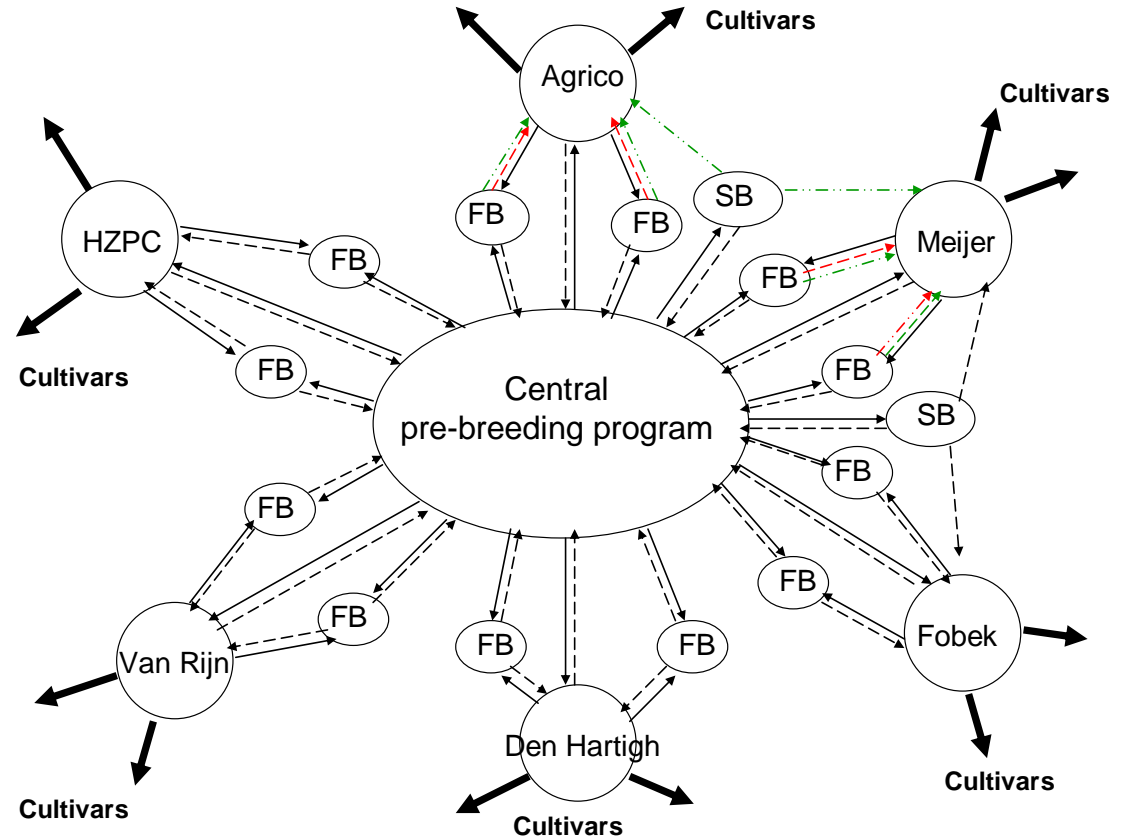 Cultivars
Agrico
Cultivars
HZPC
FB
FB
SB
Meijer
FB
FB
FB
FB
Cultivars
Central
pre-breeding program
SB
FB
FB
FB
FB
FB
FB
Fobek
Van Rijn
FB
Den Hartigh
Cultivars
Cultivars
Cultivars